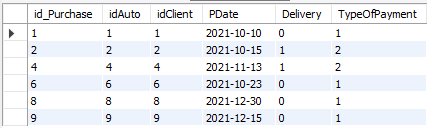 id_Purchase idAuto idClient PDate Delivery TypeOfPayment
1 1 1 2021-10-10 0 1
2 2 2 2021-10-15 1 2
4 4 4 2021-11-13 1 2
6 6 6 2021-10-23 0 1
8 8 8 2021-12-30 0 1
9 9 9 2021-12-15 0 1